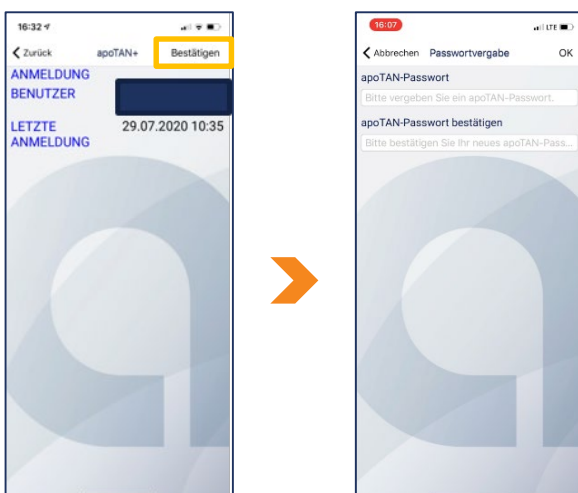 16:32
Zurück apoTAN+ Bestätigen
ANMELDUNG
BENUTZER
LETZTE 29.07.2020 10:35
ANMELDUNG
16:07 LTE
Abbrechen Passwortvergabe OK
apoTAN-Passwort
Bitte vergeben Sie ein apoTAN-Passwort.
apoTAN-Passwort bestätigen
Bitte bestätigen Sie Ihr neues apoTAN-Pass...